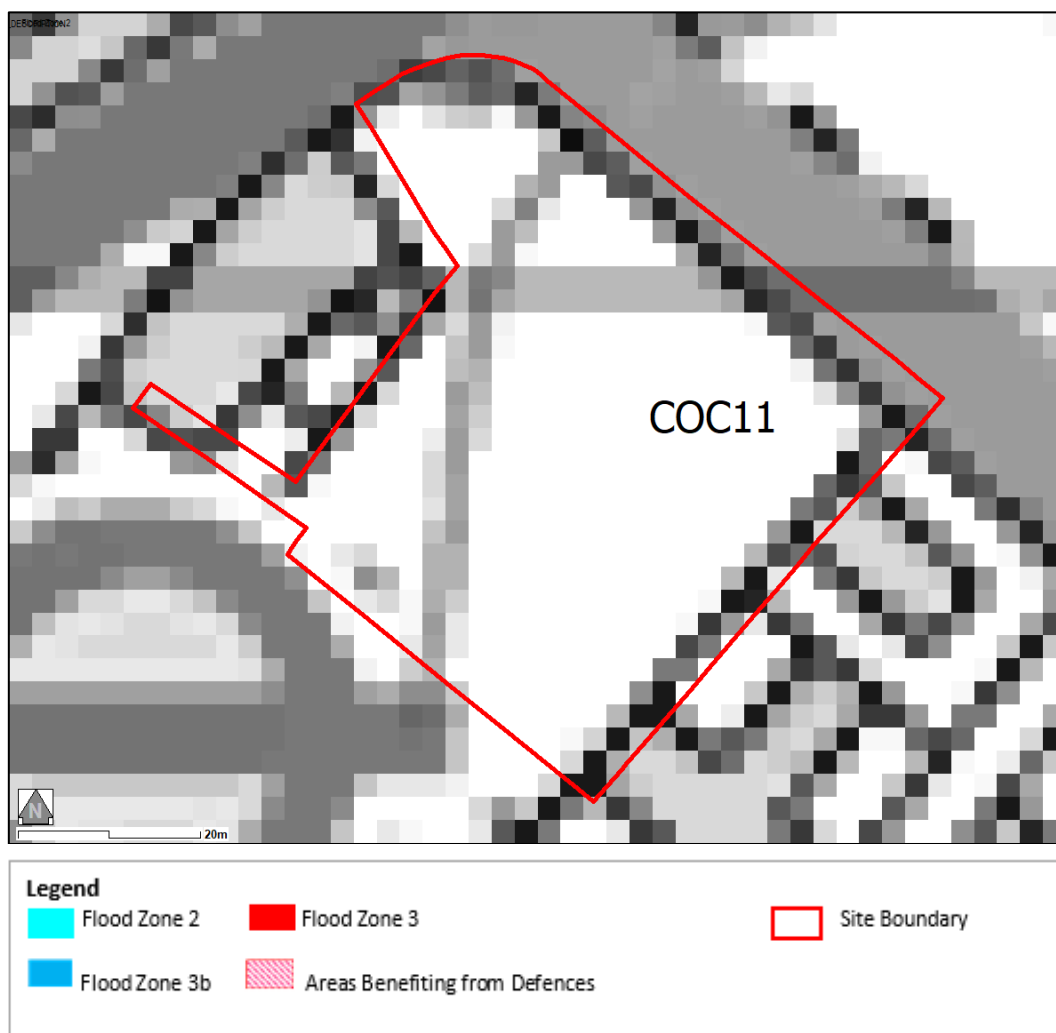 COC11
N
20m
Legend
Flood Zone 2 Flood Zone 3 Site Boundary
Flood Zone 3b Areas Benefiting from Defences